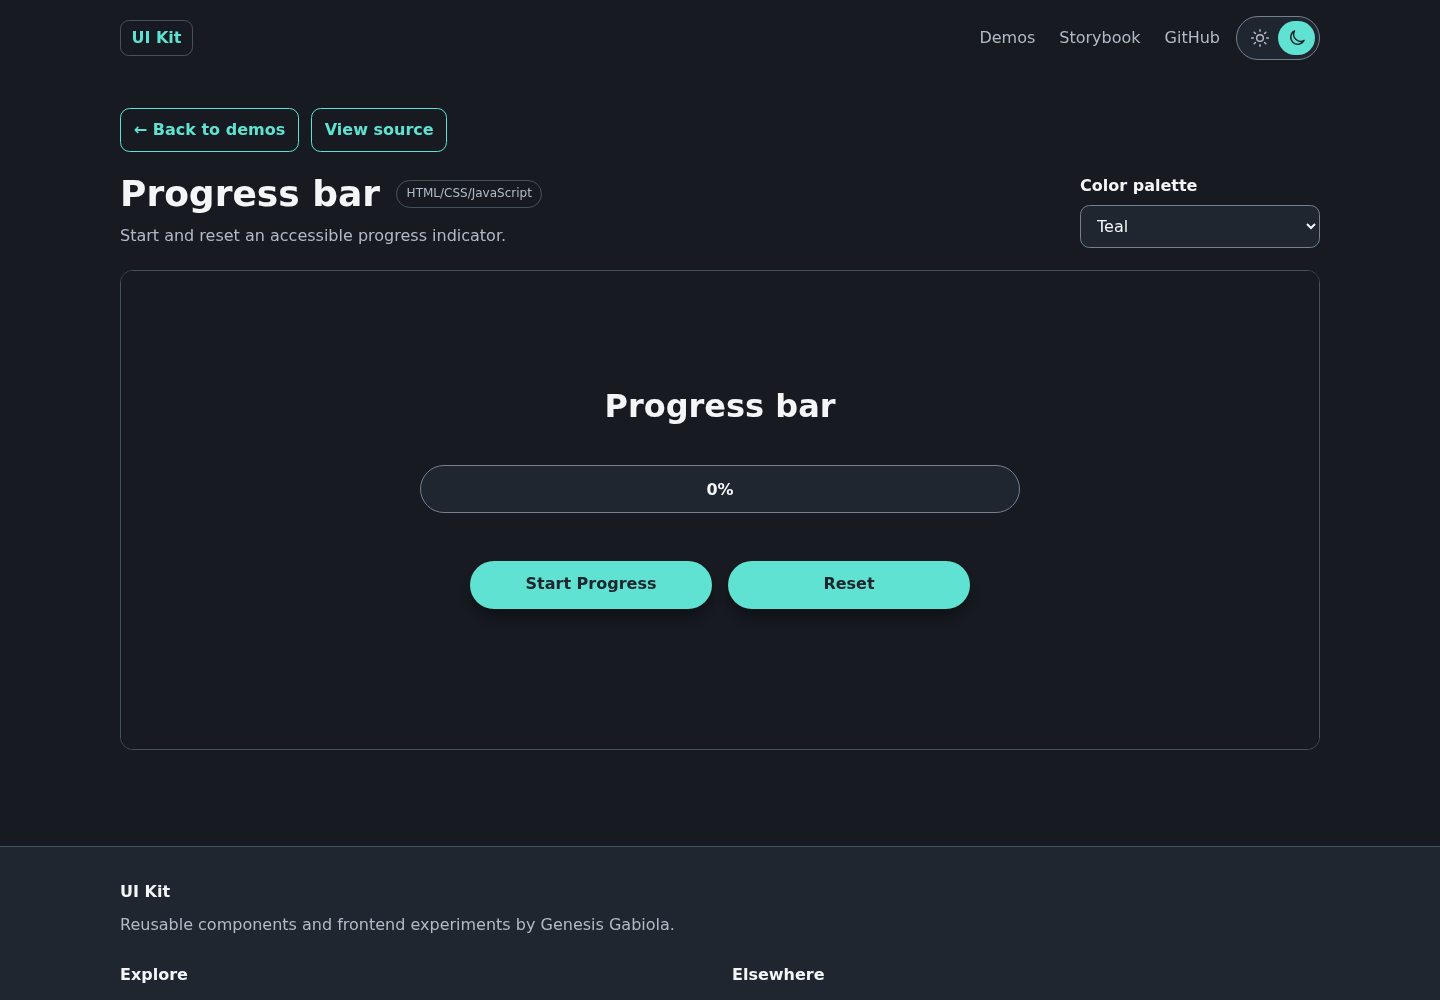 UI Kit
Demos Storybook GitHub
← Back to demos View source
Progress bar HTML/CSS/JavaScript
Start and reset an accessible progress indicator.
Color palette
Teal
Progress bar
0%
Start Progress Reset
UI Kit
Reusable components and frontend experiments by Genesis Gabiola.
Explore Elsewhere